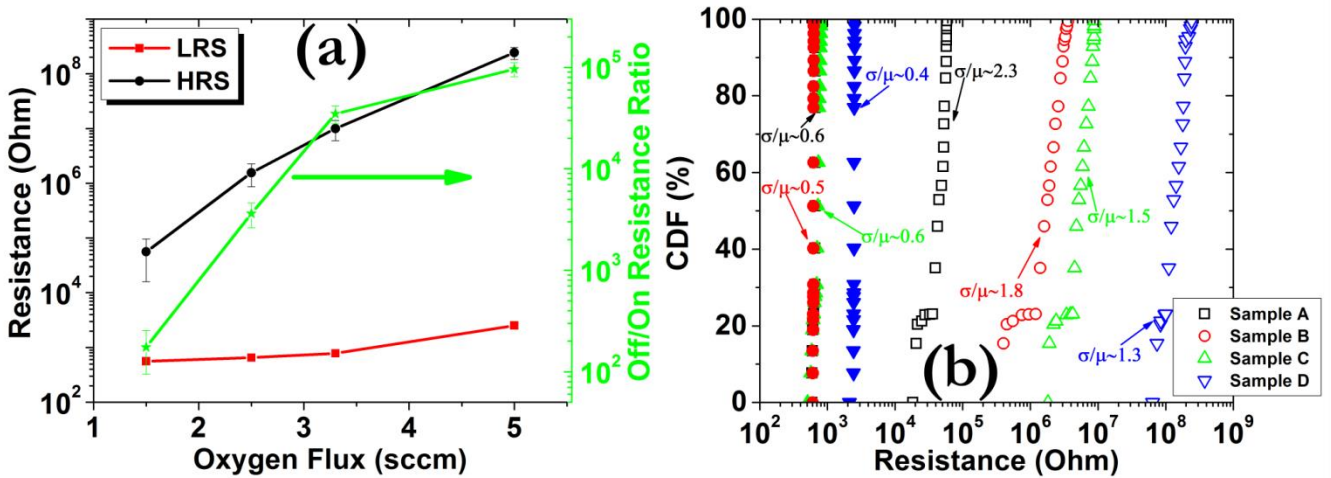 (a)
LRS
HRS
Resistance (Ohm)
10^8
10^6
10^4
10^2
1 2 3 4 5
Oxygen Flux (sccm)
10^5
10^4
10^3
10^2
Off/On Resistance Ratio
(b)
CDF (%)
100
80
60
40
20
0
σ/μ~0.4
σ/μ~2.3
σ/μ~0.6
σ/μ~0.5
σ/μ~0.6
σ/μ~1.5
σ/μ~1.8
σ/μ~1.3
Sample A
Sample B
Sample C
Sample D
10^2 10^3 10^4 10^5 10^6 10^7 10^8 10^9
Resistance (Ohm)